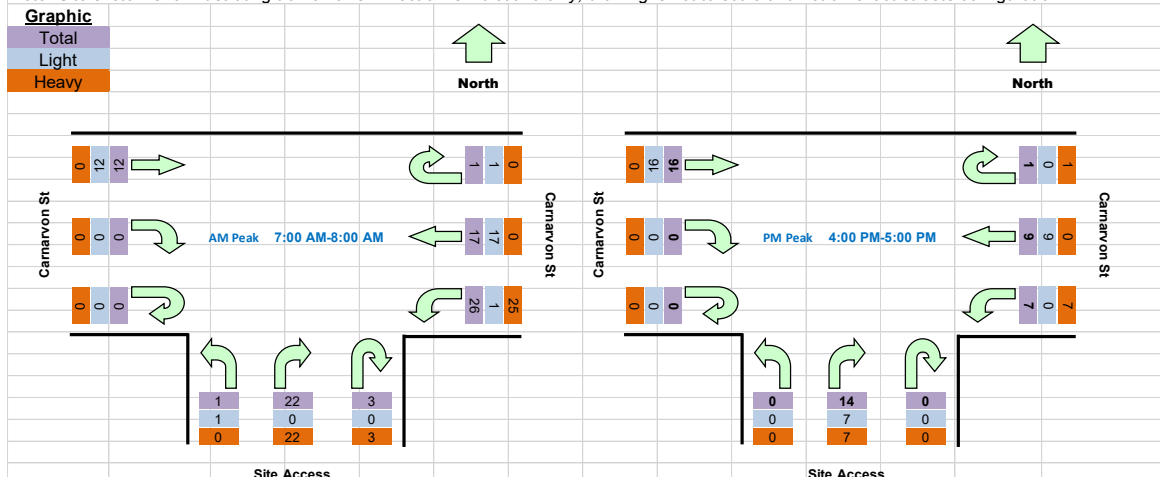 Graphic
Total
Light
Heavy
North
North
0 12 12
1 1 0
0 16 16
1 0 1
Carnarvon St
0 0 0
AM Peak 7:00 AM-8:00 AM
17 17 0
Carnarvon St
Carnarvon St
0 0 0
PM Peak 4:00 PM-5:00 PM
9 9 0
Carnarvon St
0 0 0
26 1 25
0 0 0
7 0 7
1 22 3
1 0 0
0 22 3
0 14 0
0 7 0
0 7 0
Site Access
Site Access